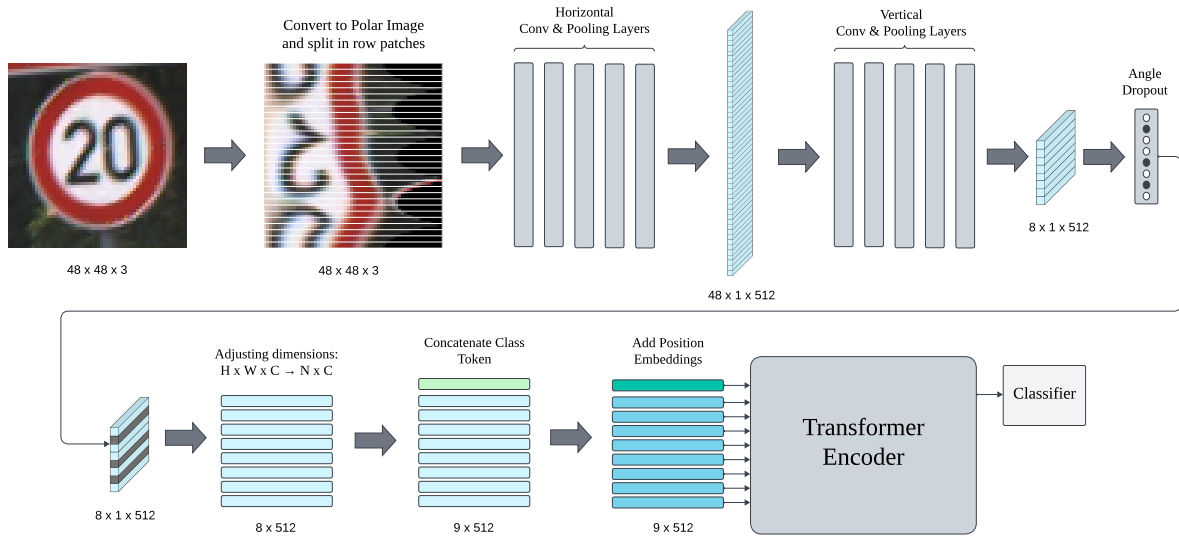 Convert to Polar Image
and split in row patches
Horizontal
Conv & Pooling Layers
Vertical
Conv & Pooling Layers
Angle
Dropout
20
48 x 48 x 3
48 x 48 x 3
48 x 1 x 512
8 x 1 x 512
Adjusting dimensions:
H x W x C → N x C
Concatenate Class
Token
Add Position
Embeddings
Transformer
Encoder
Classifier
8 x 1 x 512
8 x 512
9 x 512
9 x 512